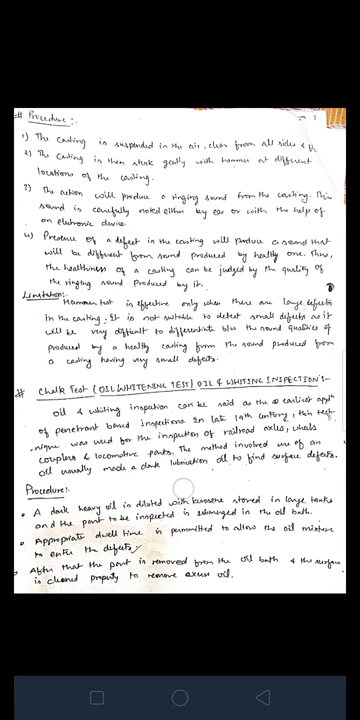 # Procedure:-
1) The casting is suspended in the air, clear from all sides &
2) The casting is then struk gently with hammer at different
locations of the casting.
3) The action will produce a ringing sound from the casting. This
sound is carefully noted either by ear or with the help of
an electronic device.
4) Presence of a defect in the casting will produce a sound that
will be different from sound produced by healthy one. Thus,
the healthiness of a casting can be judged by the quality of
the ringing sound produced by it.
Limitation:
Hammer test is effective only when there are large defects
in the casting. It is not suitable to detect small defects as it
will be very difficult to differentiate b/w the sound qualities of
produced by a healthy casting from the sound produced from
a casting having very small defects.
# Chalk Test (OIL WHITENING TEST) OIL & WHITING INSPECTION:-
Oil & whiting inspection can be said as the earliest appln
of penetrant based inspections. In late 19th century, this tech
-nique was used for the inspection of railroad axles, wheels
couplers & locomotive parts. The method involved use of an
oil usually made a dark lubrication oil to find surface defects.
Procedure:-
• A dark heavy oil is diluted with kerosene stored in large tanks
and the part to be inspected is submerged in the oil bath.
• Appropriate dwell time is permitted to allow the oil mixture
to enter the defects.
• After that the part is removed from the oil bath & the surface
is cleaned properly to remove excess oil.